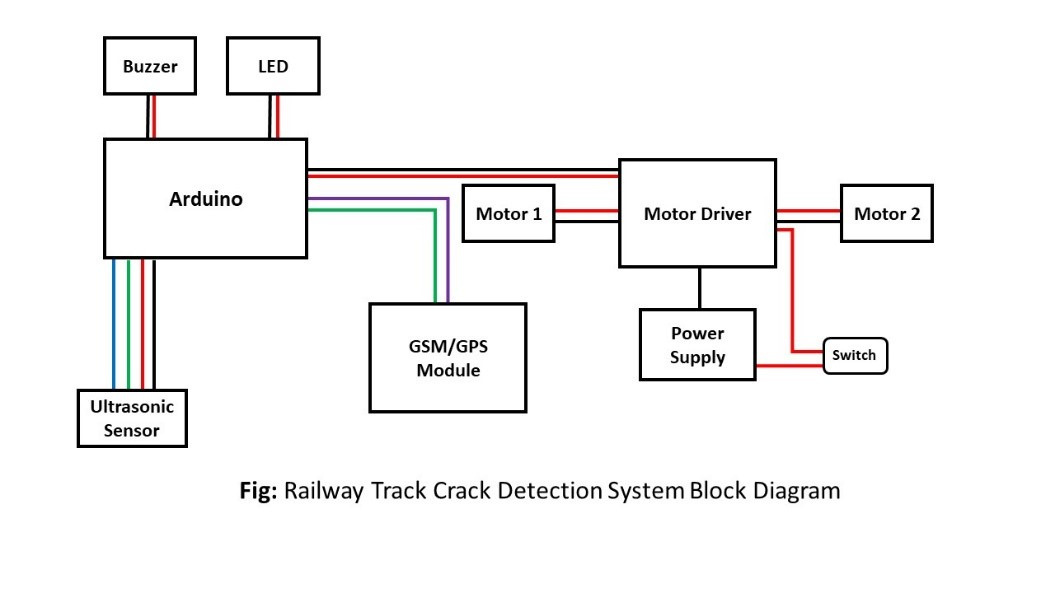 Buzzer
LED
Arduino
Motor 1
Motor Driver
Motor 2
GSM/GPS
Module
Power
Supply
Switch
Ultrasonic
Sensor
Fig: Railway Track Crack Detection System Block Diagram